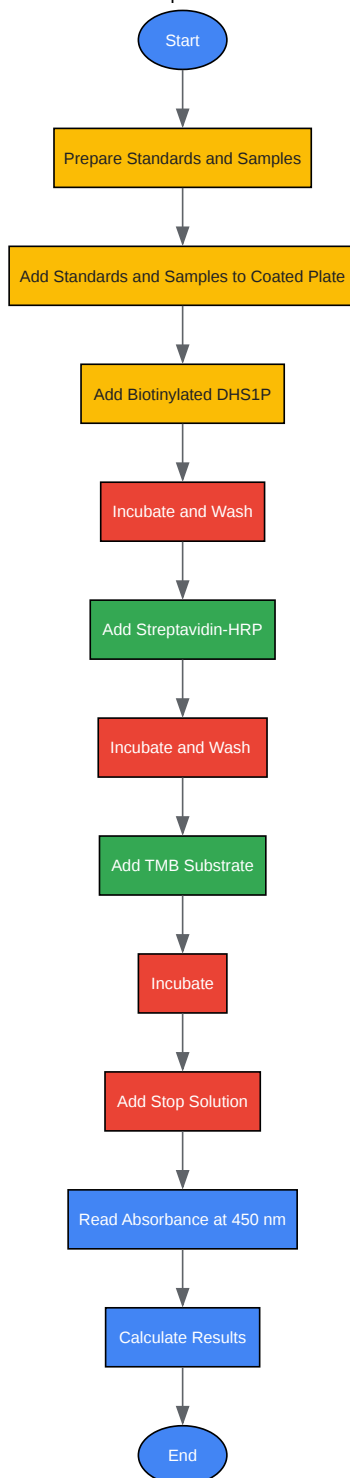 Start
Prepare Standards and Samples
Add Standards and Samples to Coated Plate
Add Biotinylated DHS1P
Incubate and Wash
Add Streptavidin-HRP
Incubate and Wash
Add TMB Substrate
Incubate
Add Stop Solution
Read Absorbance at 450 nm
Calculate Results
End